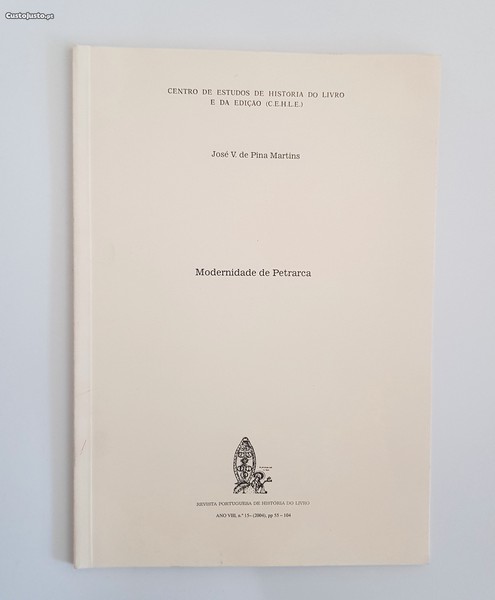 CustoJusto.pt
CENTRO DE ESTUDOS DE HISTORIA DO LIVRO
E DA EDIÇÃO (C.E.H.L.E.)
José V. de Pina Martins
Modernidade de Petrarca
REVISTA PORTUGUESA DE HISTÓRIA DO LIVRO
ANO VIII, n.º 15– (2004), pp 55 – 104